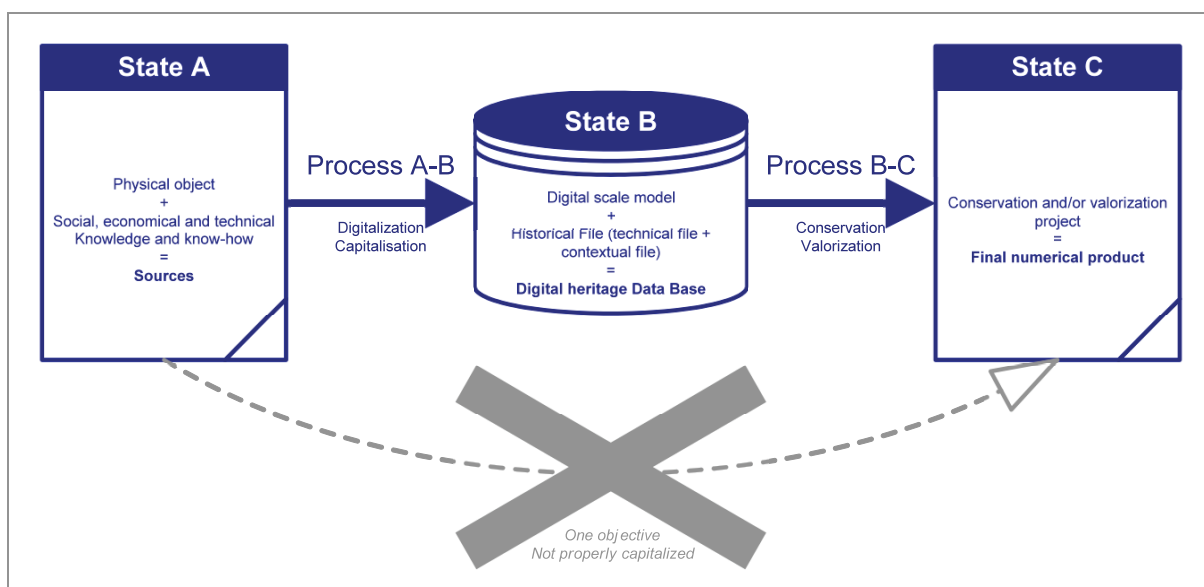 State A
Physical object
+
Social, economical and technical
Knowledge and know-how
=
Sources
Process A-B
Digitalization
Capitalisation
State B
Digital scale model
+
Historical File (technical file +
contextual file)
=
Digital heritage Data Base
Process B-C
Conservation
Valorization
State C
Conservation and/or valorization
project
=
Final numerical product
One objective
Not properly capitalized